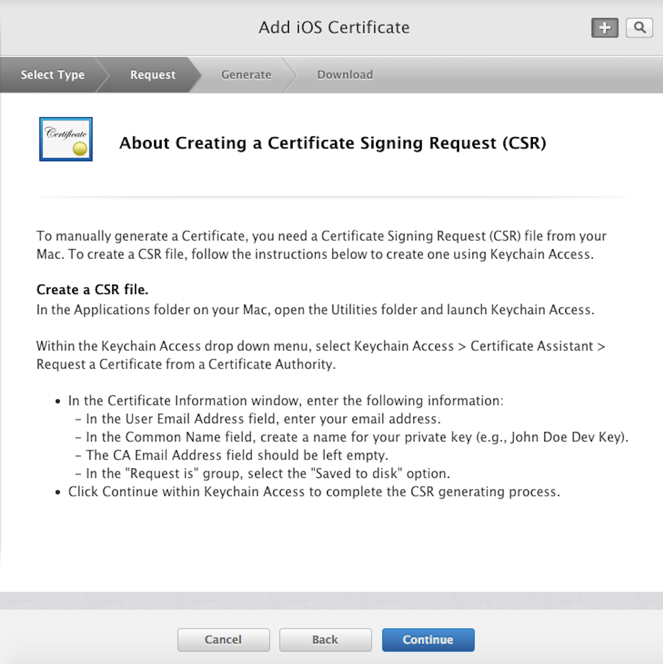 Add iOS Certificate
Select Type
Request
Generate
Download
Certificate
About Creating a Certificate Signing Request (CSR)
To manually generate a Certificate, you need a Certificate Signing Request (CSR) file from your
Mac. To create a CSR file, follow the instructions below to create one using Keychain Access.
Create a CSR file.
In the Applications folder on your Mac, open the Utilities folder and launch Keychain Access.
Within the Keychain Access drop down menu, select Keychain Access > Certificate Assistant >
Request a Certificate from a Certificate Authority.
• In the Certificate Information window, enter the following information:
– In the User Email Address field, enter your email address.
– In the Common Name field, create a name for your private key (e.g., John Doe Dev Key).
– The CA Email Address field should be left empty.
– In the "Request is" group, select the "Saved to disk" option.
• Click Continue within Keychain Access to complete the CSR generating process.
Cancel
Back
Continue